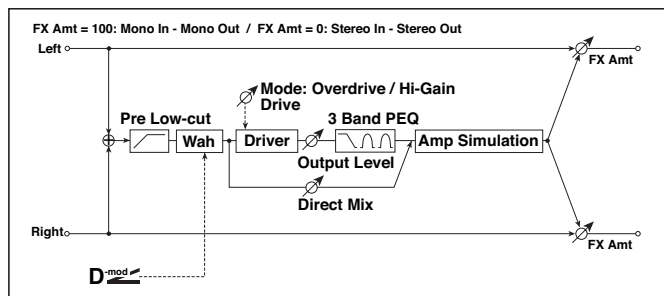 FX Amt = 100: Mono In - Mono Out / FX Amt = 0: Stereo In - Stereo Out
Left
FX Amt
Mode: Overdrive / Hi-Gain
Drive
Pre Low-cut
3 Band PEQ
Wah
Driver
Amp Simulation
Output Level
Direct Mix
Right
FX Amt
D-mod